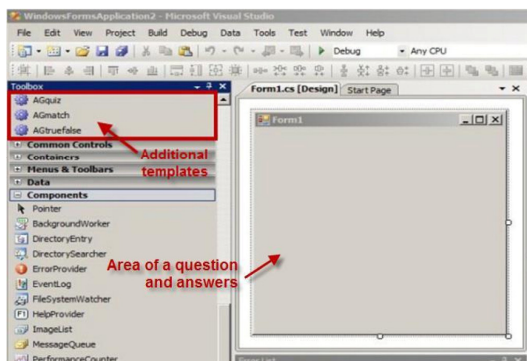 WindowsFormsApplication2 - Microsoft Visual Studio
File Edit View Project Build Debug Data Tools Test Window Help
Debug Any CPU
Toolbox
Form1.cs [Design] Start Page
AGquiz
AGmatch
AGtruefalse
Form1
Common Controls
Containers
Menus & Toolbars
Data
Additional
templates
Components
Pointer
BackgroundWorker
DirectoryEntry
DirectorySearcher
ErrorProvider
EventLog
FileSystemWatcher
HelpProvider
ImageList
MessageQueue
PerformanceCounter
Area of a question
and answers
Error List